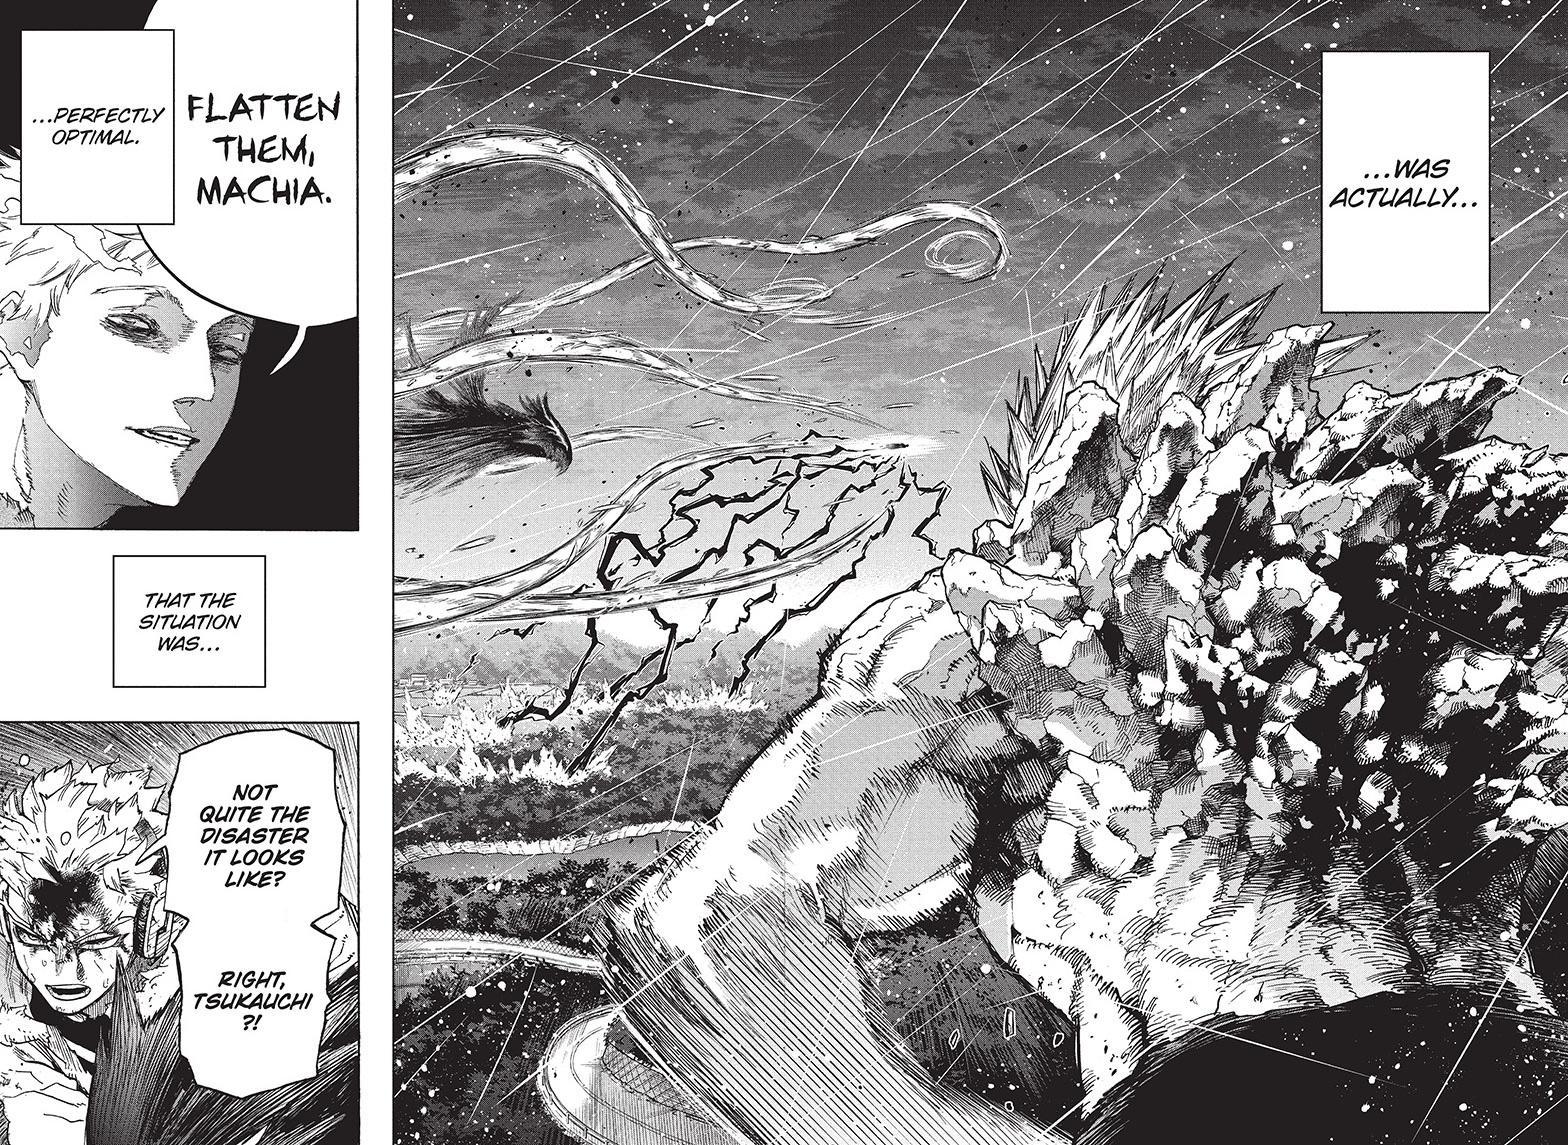 ...WAS
ACTUALLY...
FLATTEN
THEM,
MACHIA.
...PERFECTLY
OPTIMAL.
THAT THE
SITUATION
WAS...
NOT
QUITE THE
DISASTER
IT LOOKS
LIKE?
RIGHT,
TSUKAUCHI
?!